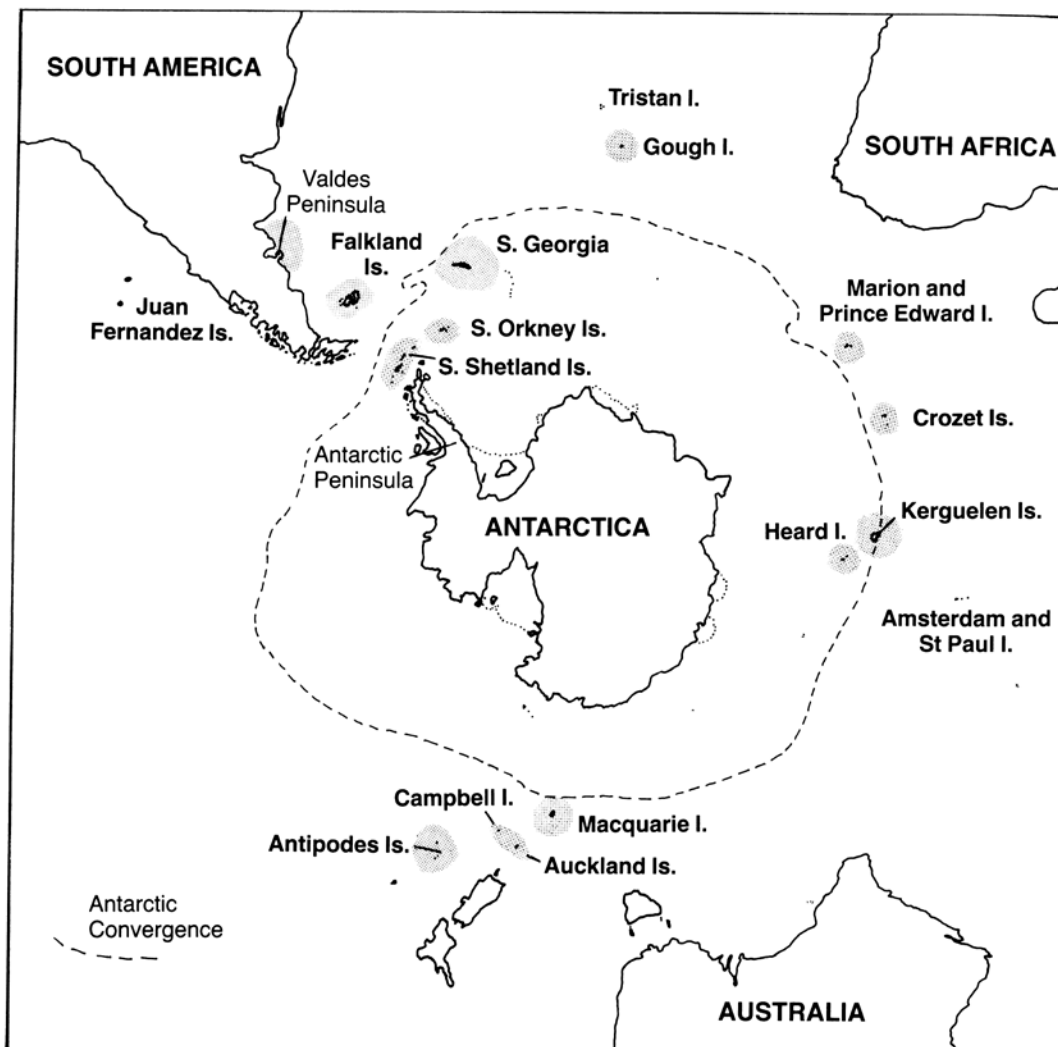 SOUTH AMERICA
Tristan I.
Gough I.
SOUTH AFRICA
Valdes
Peninsula
Falkland
Is.
S. Georgia
Juan
Fernandez Is.
S. Orkney Is.
S. Shetland Is.
Marion and
Prince Edward I.
Crozet Is.
Antarctic
Peninsula
ANTARCTICA
Heard I.
Kerguelen Is.
Amsterdam and
St Paul I.
Campbell I.
Macquarie I.
Antipodes Is.
Auckland Is.
Antarctic
Convergence
AUSTRALIA